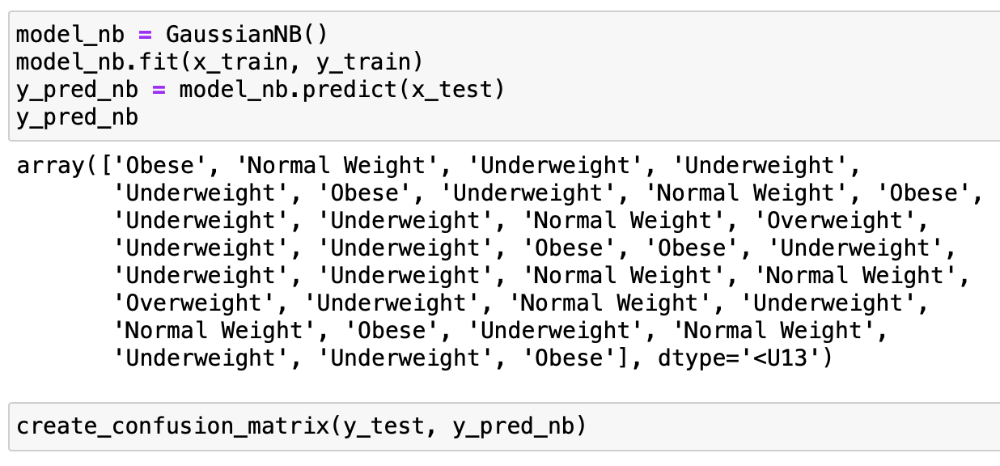 model_nb = GaussianNB()
model_nb.fit(x_train, y_train)
y_pred_nb = model_nb.predict(x_test)
y_pred_nb
array(['Obese', 'Normal Weight', 'Underweight', 'Underweight',
'Underweight', 'Obese', 'Underweight', 'Normal Weight', 'Obese',
'Underweight', 'Underweight', 'Normal Weight', 'Overweight',
'Underweight', 'Underweight', 'Obese', 'Obese', 'Underweight',
'Underweight', 'Underweight', 'Normal Weight', 'Normal Weight',
'Overweight', 'Underweight', 'Normal Weight', 'Underweight',
'Normal Weight', 'Obese', 'Underweight', 'Normal Weight',
'Underweight', 'Underweight', 'Obese'], dtype='<U13')
create_confusion_matrix(y_test, y_pred_nb)